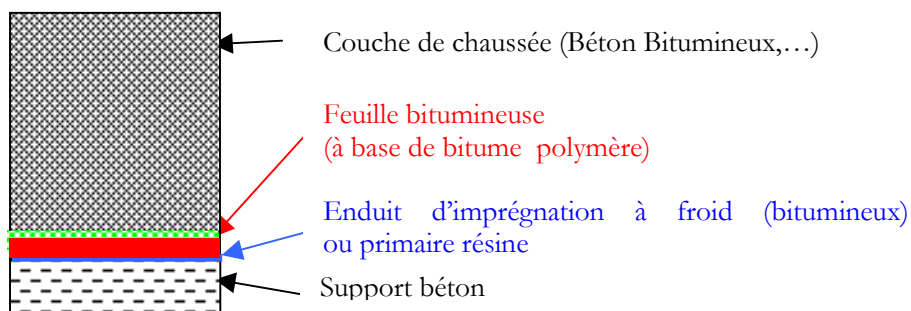 Couche de chaussée (Béton Bitumineux,…)
Feuille bitumineuse
(à base de bitume polymère)
Enduit d'imprégnation à froid (bitumineux)
ou primaire résine
Support béton